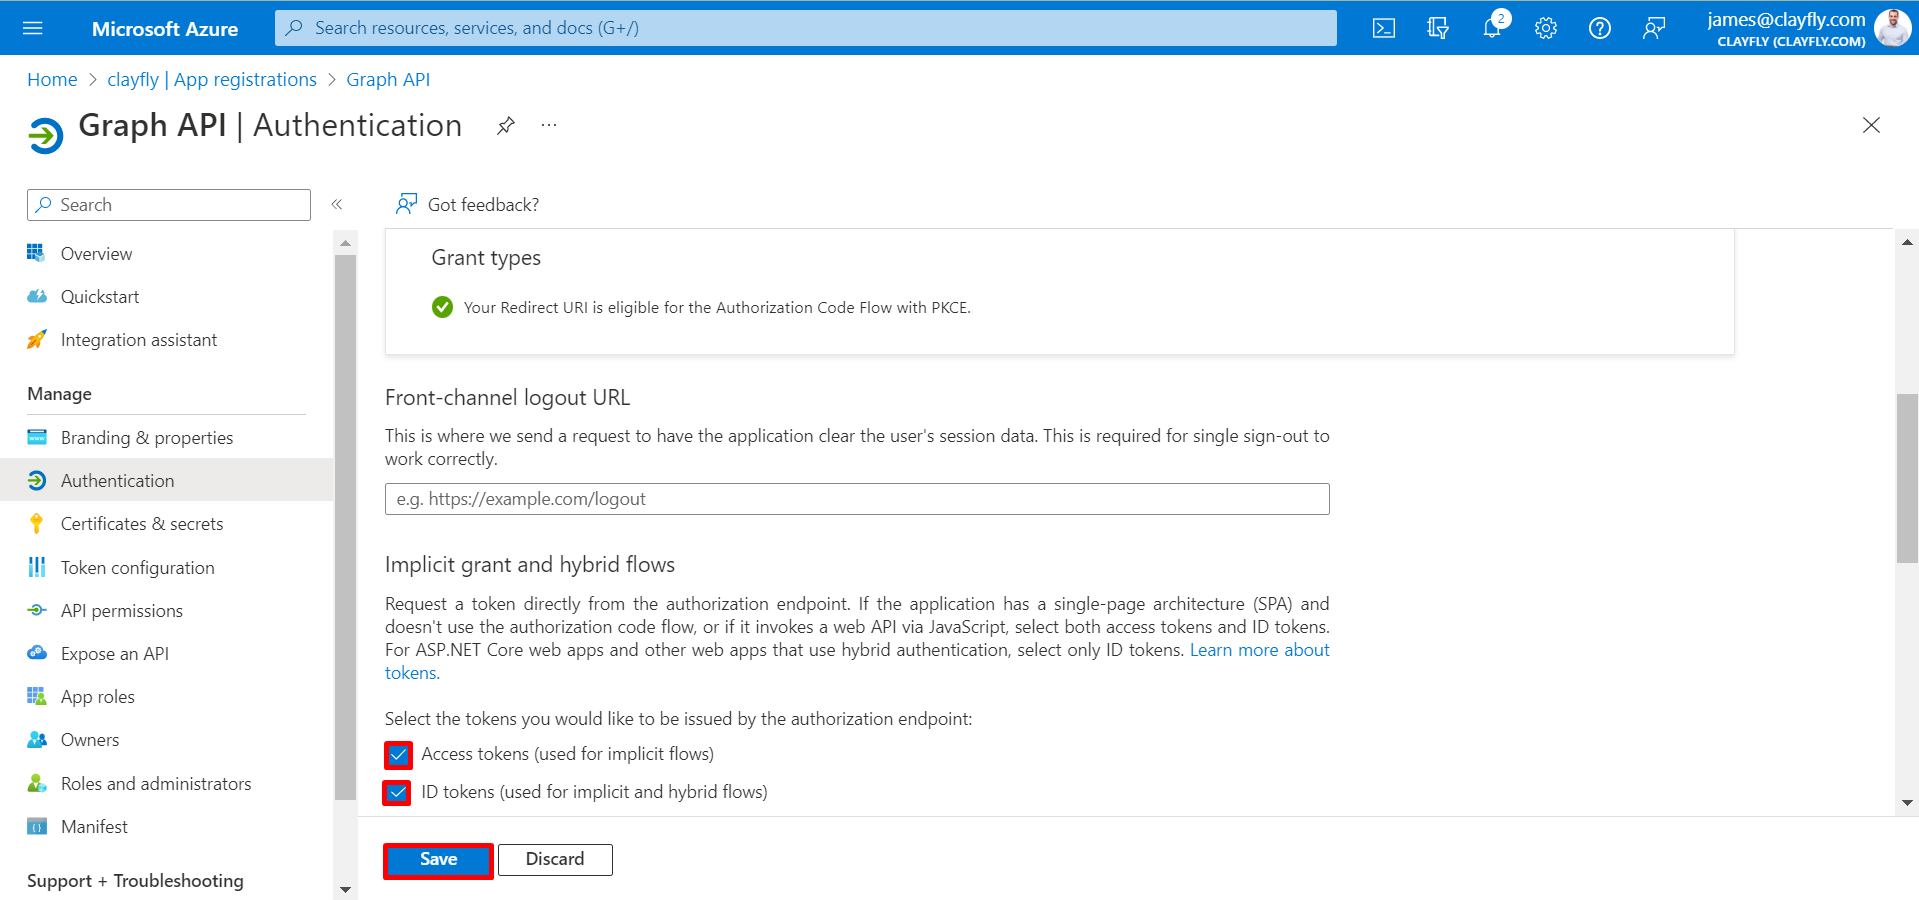 Microsoft Azure
Search resources, services, and docs (G+/)
2
james@clayfly.com
CLAYFLY (CLAYFLY.COM)
Home > clayfly | App registrations > Graph API
Graph API | Authentication
...
Search
«
Got feedback?
Overview
Quickstart
Integration assistant
Manage
Branding & properties
Authentication
Certificates & secrets
Token configuration
API permissions
Expose an API
App roles
Owners
Roles and administrators
Manifest
Support + Troubleshooting
Grant types
Your Redirect URI is eligible for the Authorization Code Flow with PKCE.
Front-channel logout URL
This is where we send a request to have the application clear the user's session data. This is required for single sign-out to
work correctly.
e.g. https://example.com/logout
Implicit grant and hybrid flows
Request a token directly from the authorization endpoint. If the application has a single-page architecture (SPA) and
doesn't use the authorization code flow, or if it invokes a web API via JavaScript, select both access tokens and ID tokens.
For ASP.NET Core web apps and other web apps that use hybrid authentication, select only ID tokens. Learn more about
tokens.
Select the tokens you would like to be issued by the authorization endpoint:
Access tokens (used for implicit flows)
ID tokens (used for implicit and hybrid flows)
Save
Discard